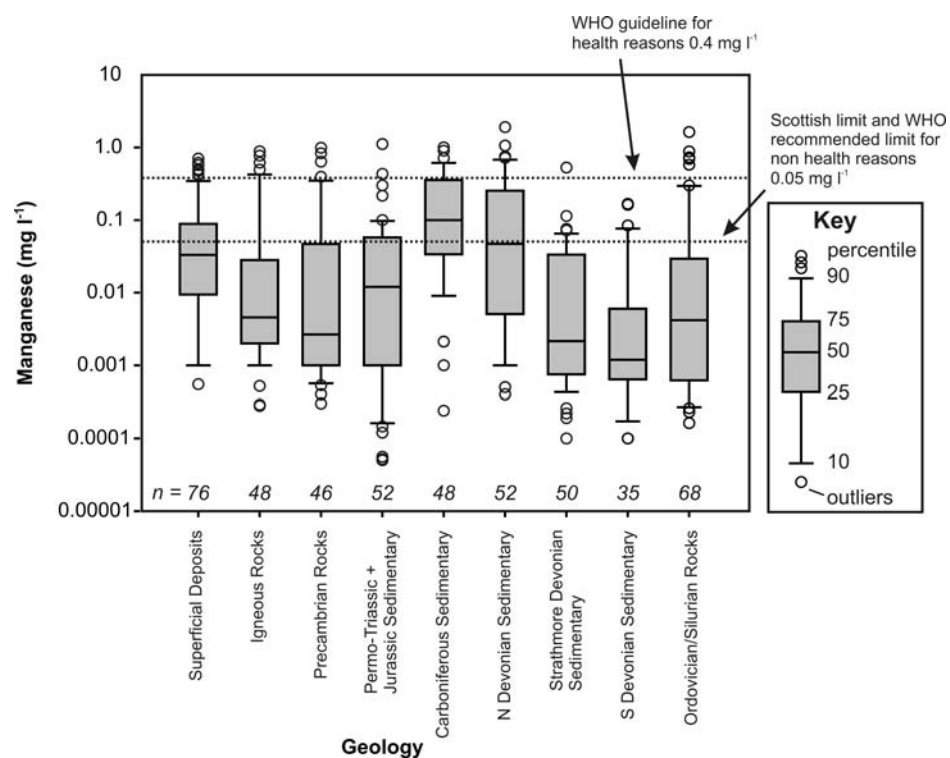 WHO guideline for
health reasons 0.4 mg l⁻¹
Scottish limit and WHO
recommended limit for
non health reasons
0.05 mg l⁻¹
Manganese (mg l⁻¹)
10
1.0
0.1
0.01
0.001
0.0001
0.00001
n = 76 48 46 52 48 52 50 35 68
Superficial Deposits
Igneous Rocks
Precambrian Rocks
Permo-Triassic +
Jurassic Sedimentary
Carboniferous Sedimentary
N Devonian Sedimentary
Strathmore Devonian
Sedimentary
S Devonian Sedimentary
Ordovician/Silurian Rocks
Geology
Key
percentile
90
75
50
25
10
outliers